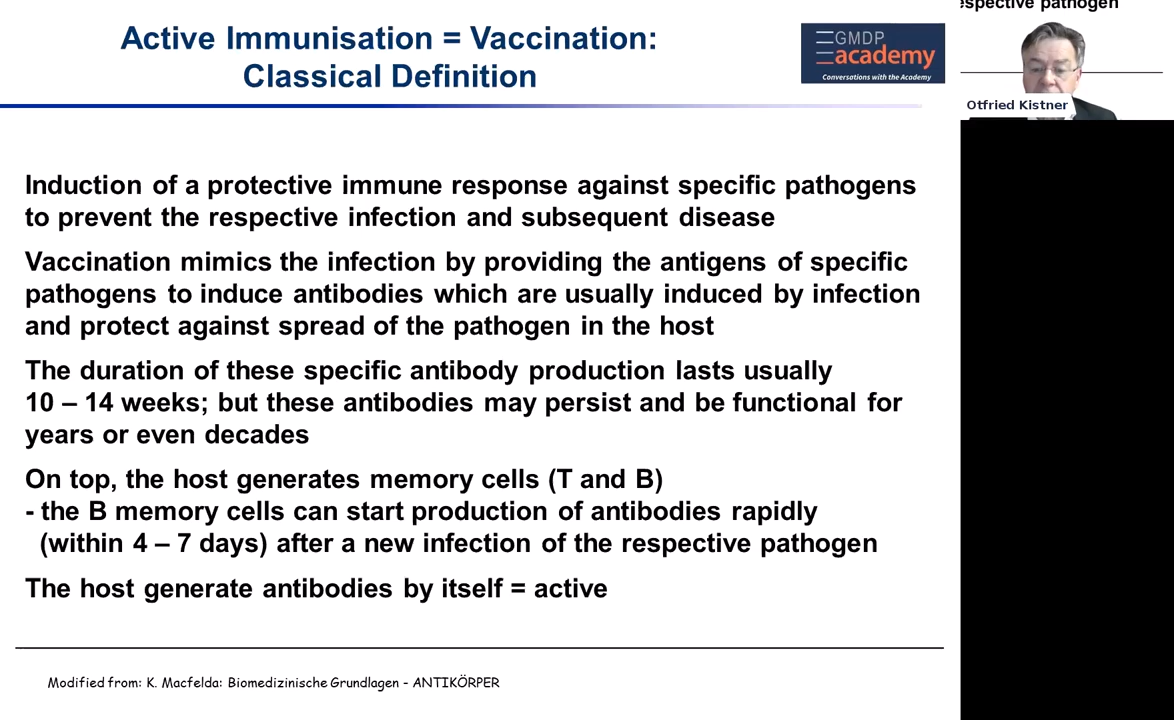 Active Immunisation = Vaccination:
Classical Definition
GMDP
academy
Conversations with the Academy
espective pathogen
Otfried Kistner
Induction of a protective immune response against specific pathogens
to prevent the respective infection and subsequent disease
Vaccination mimics the infection by providing the antigens of specific
pathogens to induce antibodies which are usually induced by infection
and protect against spread of the pathogen in the host
The duration of these specific antibody production lasts usually
10 – 14 weeks; but these antibodies may persist and be functional for
years or even decades
On top, the host generates memory cells (T and B)
- the B memory cells can start production of antibodies rapidly
(within 4 – 7 days) after a new infection of the respective pathogen
The host generate antibodies by itself = active
Modified from: K. Macfelda: Biomedizinische Grundlagen - ANTIKÖRPER